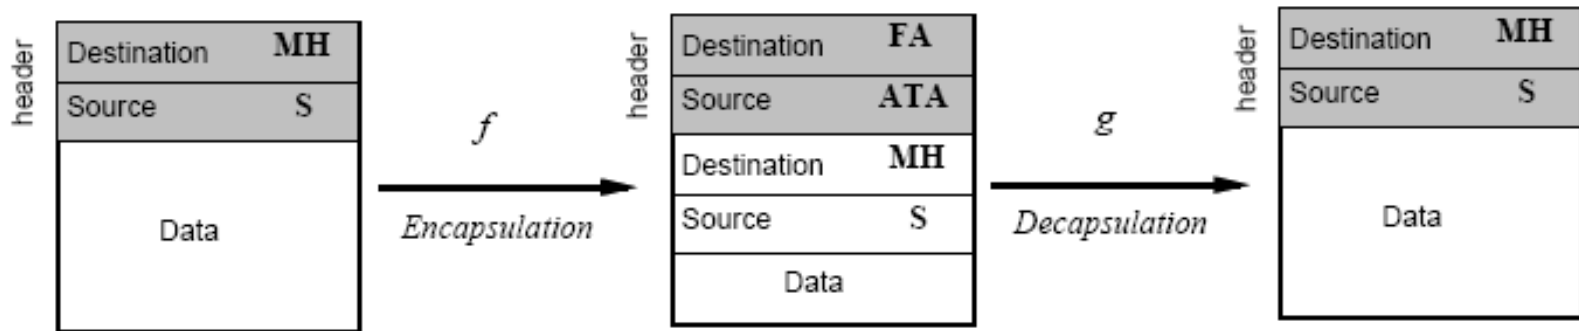 header
Destination MH
Source S
Data
f
Encapsulation
header
Destination FA
Source ATA
Destination MH
Source S
Data
g
Decapsulation
header
Destination MH
Source S
Data